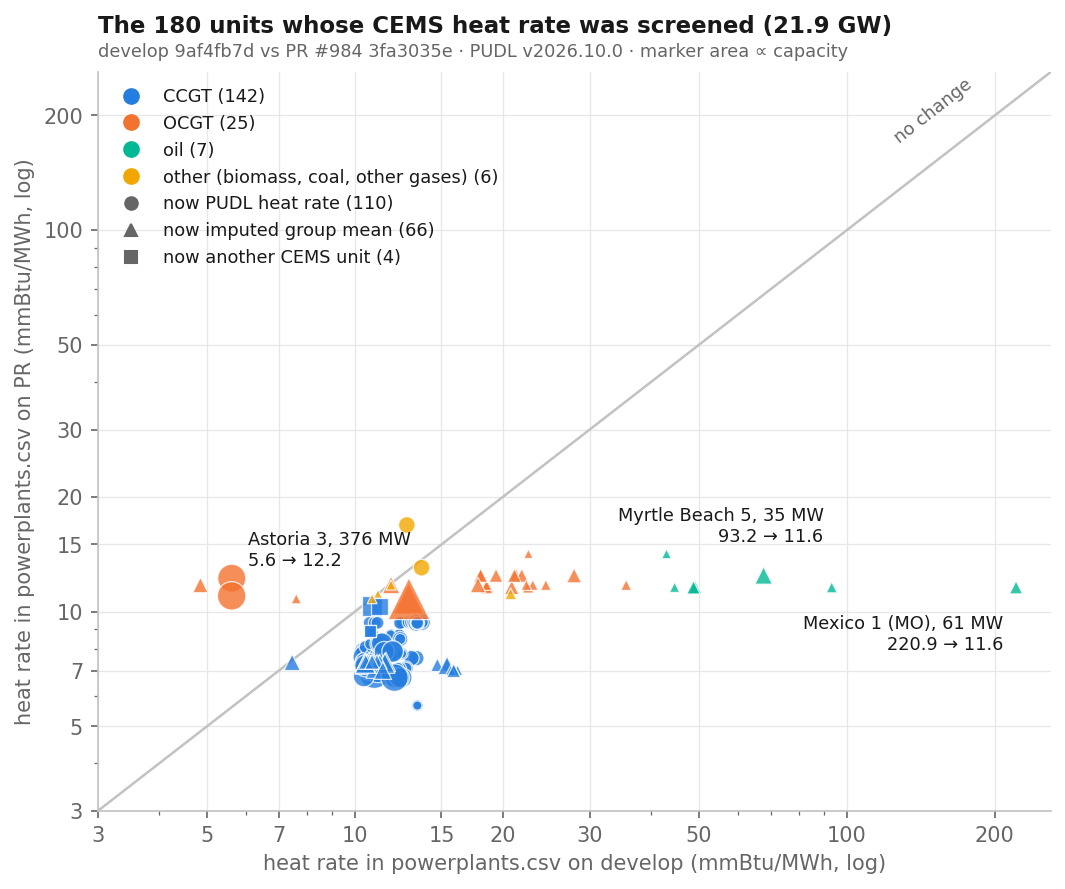 The 180 units whose CEMS heat rate was screened (21.9 GW)
develop 9af4fb7d vs PR #984 3fa3035e · PUDL v2026.10.0 · marker area ∝ capacity
CCGT (142)
OCGT (25)
oil (7)
other (biomass, coal, other gases) (6)
now PUDL heat rate (110)
now imputed group mean (66)
now another CEMS unit (4)
no change
200
100
50
30
20
15
10
7
5
3
heat rate in powerplants.csv on PR (mmBtu/MWh, log)
Astoria 3, 376 MW
5.6 → 12.2
Myrtle Beach 5, 35 MW
93.2 → 11.6
Mexico 1 (MO), 61 MW
220.9 → 11.6
3
5
7
10
15
20
30
50
100
200
heat rate in powerplants.csv on develop (mmBtu/MWh, log)